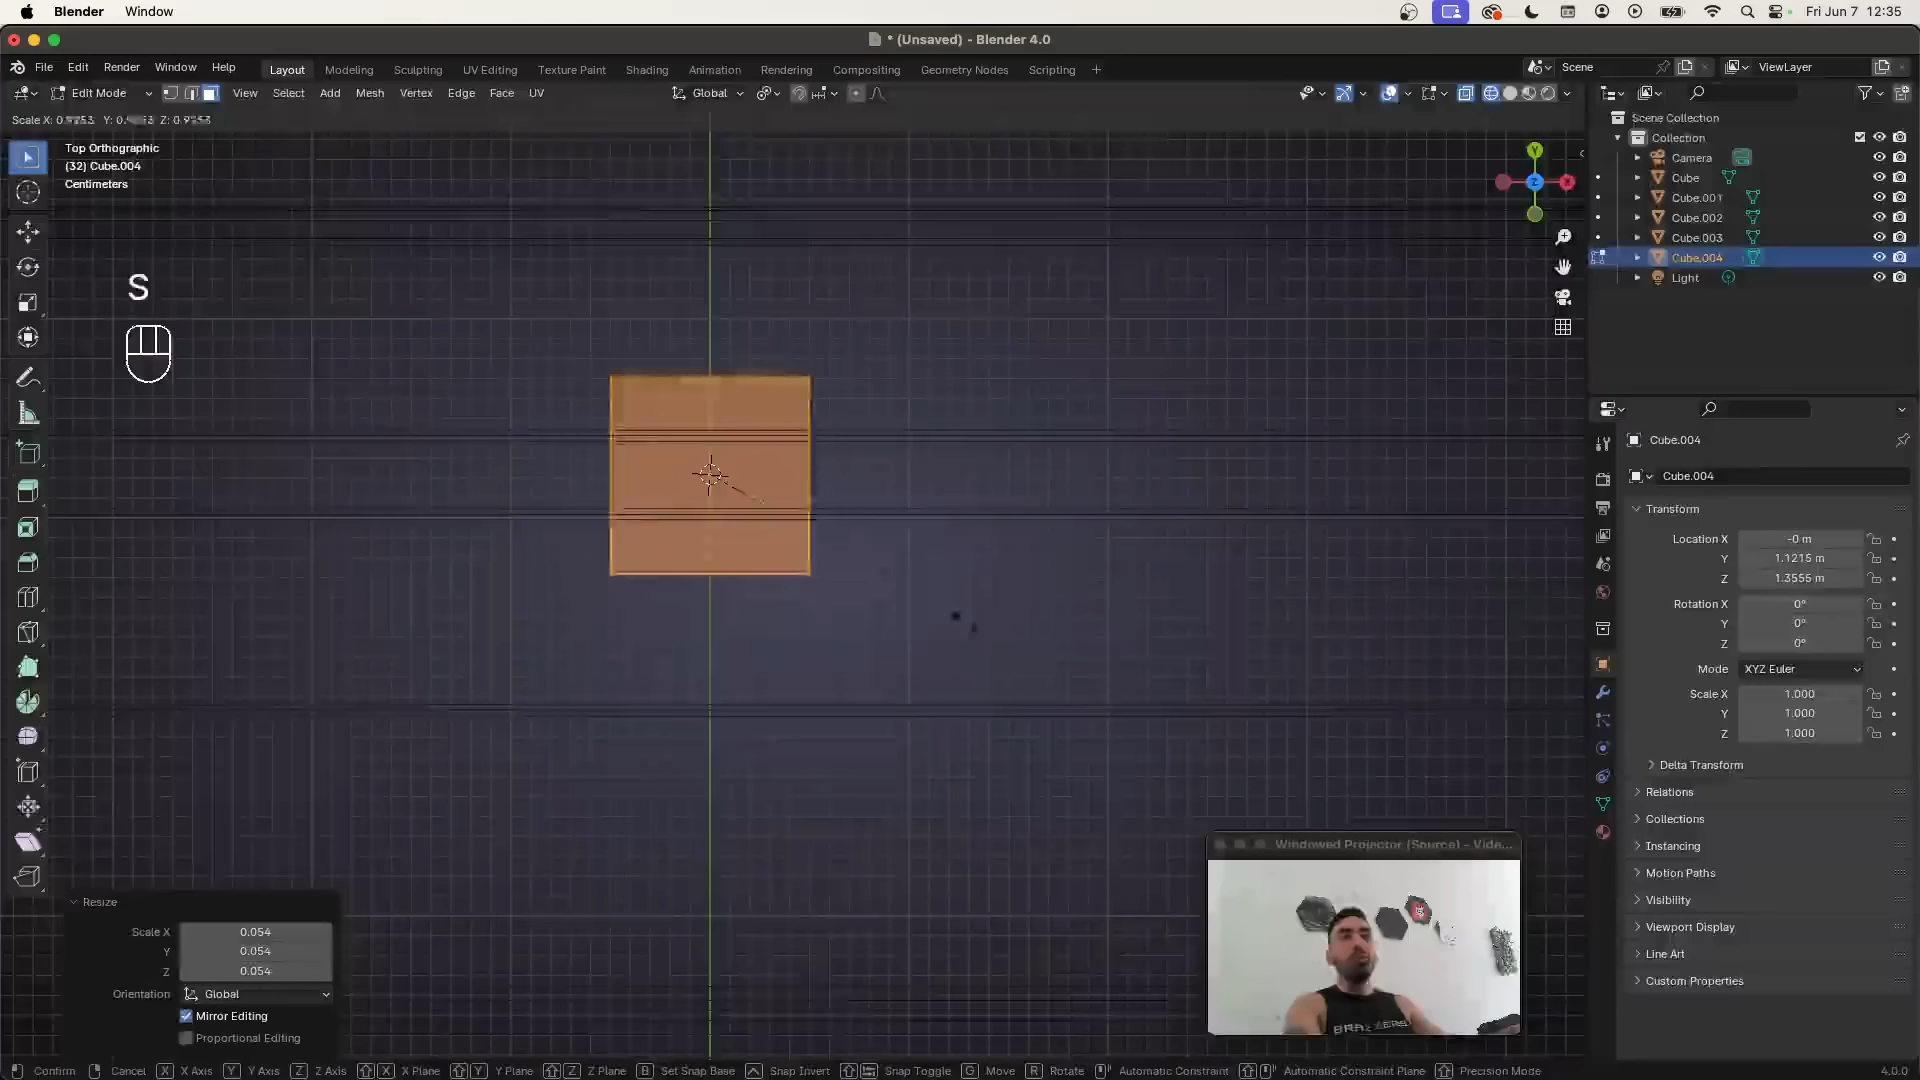 Blender Window Fri Jun 7 12:35
* (Unsaved) - Blender 4.0
File Edit Render Window Help Layout Modeling Sculpting UV Editing Texture Paint Shading Animation Rendering Compositing Geometry Nodes Scripting + Scene ViewLayer
Edit Mode View Select Add Mesh Vertex Edge Face UV Global
Top Orthographic
(32) Cube.004
Centimeters
S
Y
Z
X
Scene Collection
Collection
Camera
Cube
Cube.001
Cube.002
Cube.003
Cube.004
Light
Cube.004
Cube.004
Transform
Location X -0 m
Y 1.1215 m
Z 1.3555 m
Rotation X 0°
Y 0°
Z 0°
Mode XYZ Euler
Scale X 1.000
Y 1.000
Z 1.000
Delta Transform
Relations
Collections
Instancing
Motion Paths
Visibility
Viewport Display
Line Art
Custom Properties
Windowed Projector (Source) - Vide...
Resize
Scale X 0.054
Y 0.054
Z 0.054
Orientation Global
Mirror Editing
Proportional Editing
Confirm Cancel X X Axis Y Y Axis Z Z Axis X X Plane Y Y Plane Z Z Plane B Set Snap Base Snap Invert Snap Toggle G Move R Rotate Automatic Constraint Automatic Constraint Plane Precision Mode 4.0.0